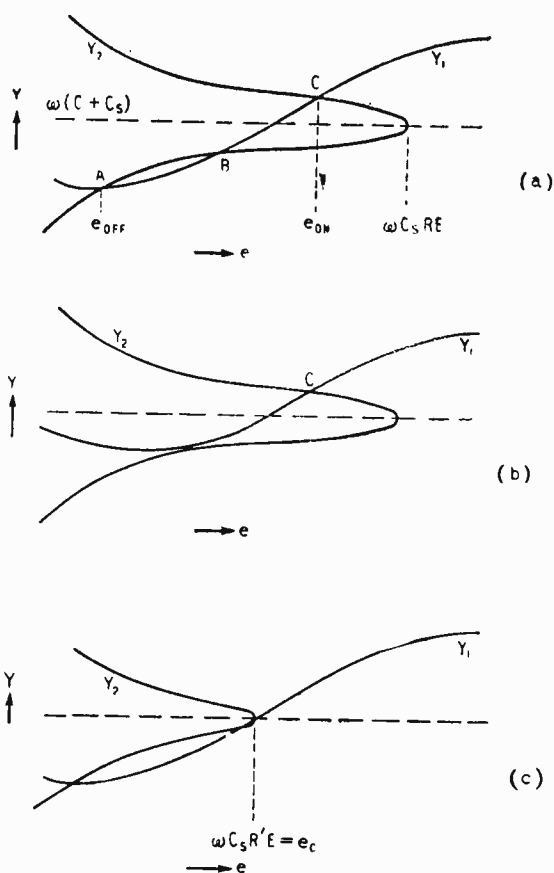 Y₂
C
Y₁
Y
ω(C + Cₛ)
A
B
(a)
e_OFF
e_ON
ωCₛRE
e
Y₂
C
Y₁
Y
(b)
e
Y₁
Y
Y₂
(c)
ωCₛR′E = e_c
e